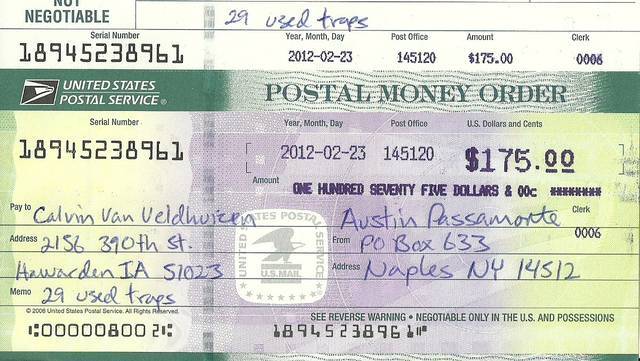 NOT
NEGOTIABLE
29 used traps
Serial Number Year, Month, Day Post Office Amount Clerk
18945238961 2012-02-23 145120 $175.00 0006
UNITED STATES
POSTAL SERVICE®
POSTAL MONEY ORDER
Serial Number Year, Month, Day Post Office U.S. Dollars and Cents
18945238961 2012-02-23 145120 $175.00
Amount
ONE HUNDRED SEVENTY FIVE DOLLARS & 00c ********
Pay to Calvin Van Veldhuizen
Address 2156 390th St.
Hawarden IA 51023
Memo 29 used traps
UNITED STATES POSTAL SERVICE
U.S. MAIL
Austin Passamonte Clerk
From PO Box 633 0006
Address Naples NY 14512
© 2008 United States Postal Service. All Rights Reserved.
SEE REVERSE WARNING • NEGOTIABLE ONLY IN THE U.S. AND POSSESSIONS
⑆000008002⑆ 18945238961⑈